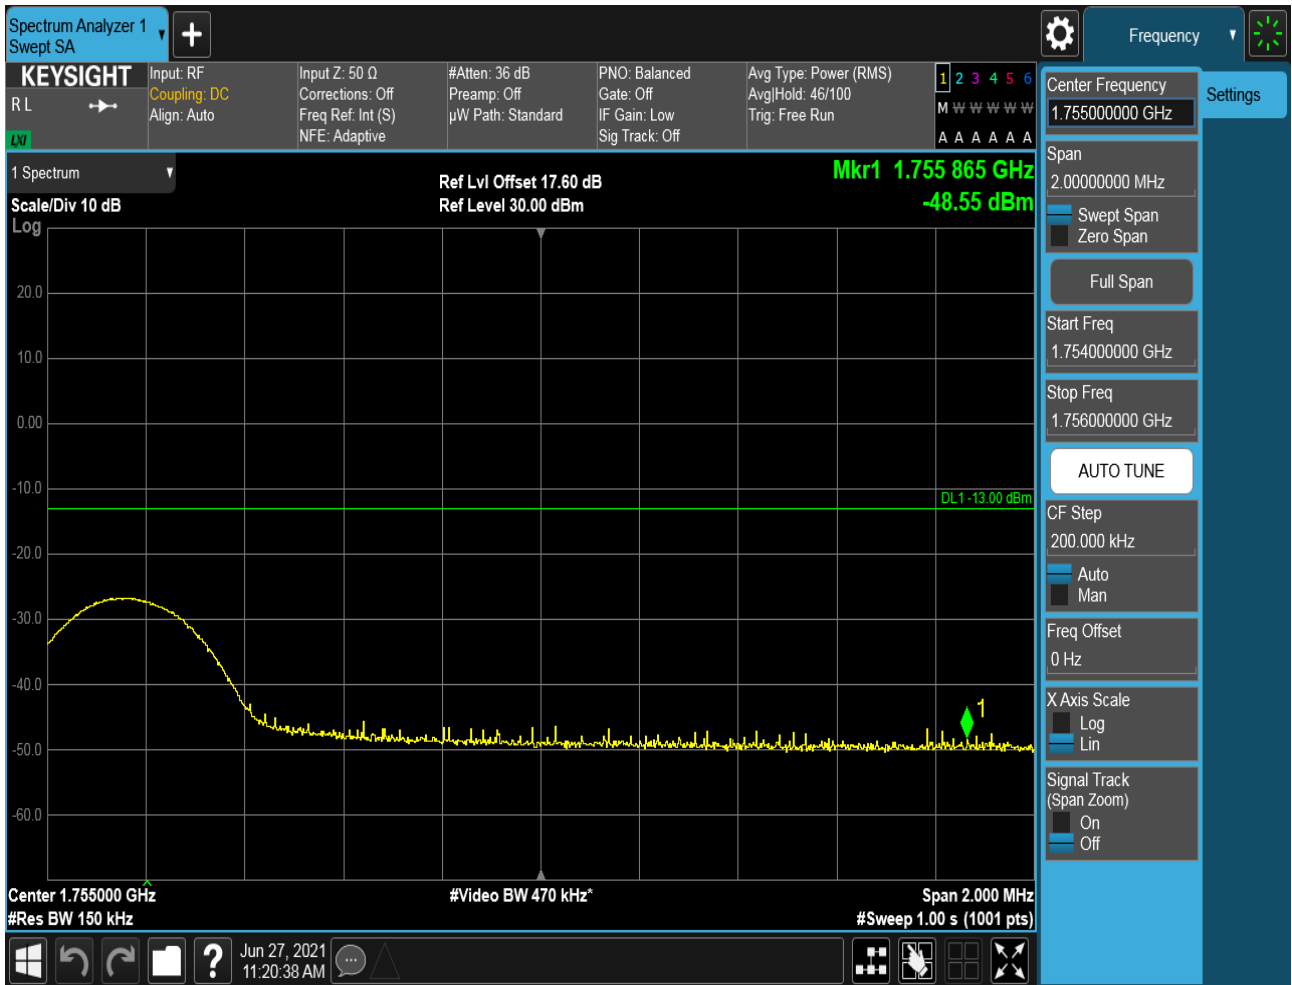 Spectrum Analyzer 1
Swept SA
+
Frequency
KEYSIGHT
R L
LXI
Input: RF
Coupling: DC
Align: Auto
Input Z: 50 Ω
Corrections: Off
Freq Ref: Int (S)
NFE: Adaptive
#Atten: 36 dB
Preamp: Off
µW Path: Standard
PNO: Balanced
Gate: Off
IF Gain: Low
Sig Track: Off
Avg Type: Power (RMS)
Avg|Hold: 46/100
Trig: Free Run
1 2 3 4 5 6
M W W W W W
A A A A A A
1 Spectrum
Scale/Div 10 dB
Log
Ref Lvl Offset 17.60 dB
Ref Level 30.00 dBm
Mkr1 1.755 865 GHz
-48.55 dBm
20.0
10.0
0.00
-10.0
DL1 -13.00 dBm
-20.0
-30.0
-40.0
1
-50.0
-60.0
Center 1.755000 GHz
#Video BW 470 kHz*
Span 2.000 MHz
#Res BW 150 kHz
#Sweep 1.00 s (1001 pts)
?
Jun 27, 2021
11:20:38 AM
Center Frequency
1.755000000 GHz
Settings
Span
2.00000000 MHz
Swept Span
Zero Span
Full Span
Start Freq
1.754000000 GHz
Stop Freq
1.756000000 GHz
AUTO TUNE
CF Step
200.000 kHz
Auto
Man
Freq Offset
0 Hz
X Axis Scale
Log
Lin
Signal Track
(Span Zoom)
On
Off